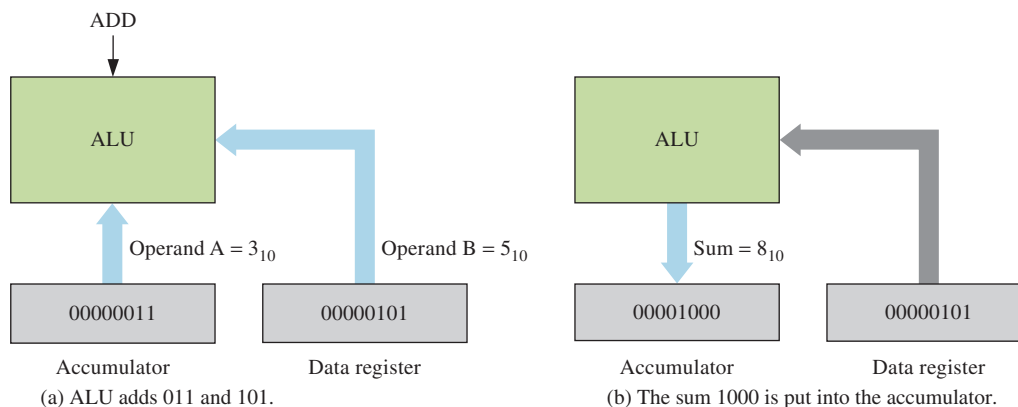 ADD
ALU
Operand A = 3₁₀
Operand B = 5₁₀
00000011
00000101
Accumulator
Data register
(a) ALU adds 011 and 101.
ALU
Sum = 8₁₀
00001000
00000101
Accumulator
Data register
(b) The sum 1000 is put into the accumulator.